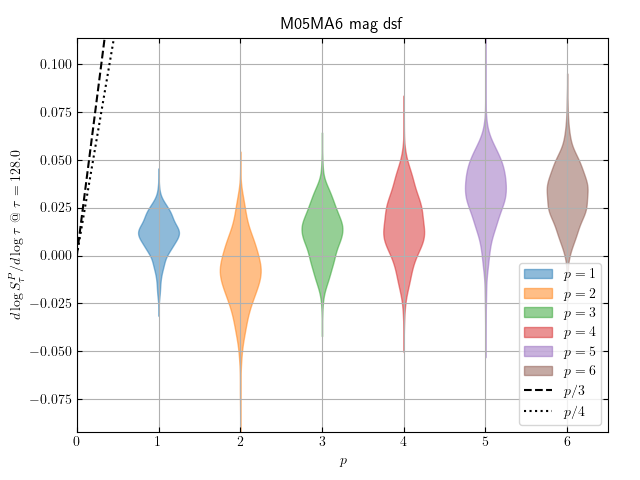 M05MA6 mag dsf
d log S_τ^P / d log τ @ τ = 128.0
0.100
0.075
0.050
0.025
0.000
−0.025
−0.050
−0.075
0 1 2 3 4 5 6
p
p = 1
p = 2
p = 3
p = 4
p = 5
p = 6
p/3
p/4